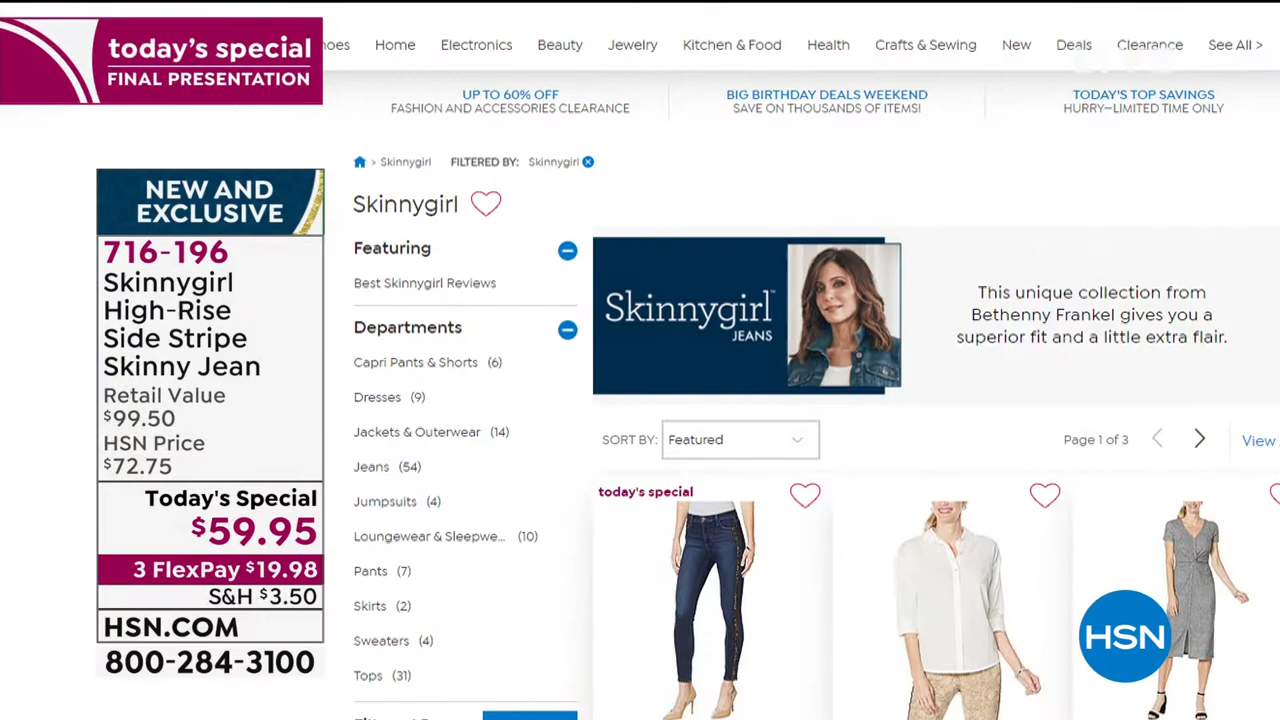 today's special
FINAL PRESENTATION
Home Electronics Beauty Jewelry Kitchen & Food Health Crafts & Sewing New Deals Clearance See All >
UP TO 60% OFF
FASHION AND ACCESSORIES CLEARANCE
BIG BIRTHDAY DEALS WEEKEND
SAVE ON THOUSANDS OF ITEMS!
TODAY'S TOP SAVINGS
HURRY—LIMITED TIME ONLY
NEW AND
EXCLUSIVE
716-196
Skinnygirl
High-Rise
Side Stripe
Skinny Jean
Retail Value
$99.50
HSN Price
$72.75
Today's Special
$59.95
3 FlexPay $19.98
S&H $3.50
HSN.COM
800-284-3100
> Skinnygirl FILTERED BY: Skinnygirl
Skinnygirl
Featuring
Best Skinnygirl Reviews
Departments
Capri Pants & Shorts (6)
Dresses (9)
Jackets & Outerwear (14)
Jeans (54)
Jumpsuits (4)
Loungewear & Sleepwe... (10)
Pants (7)
Skirts (2)
Sweaters (4)
Tops (31)
Skinnygirl™
JEANS
This unique collection from
Bethenny Frankel gives you a
superior fit and a little extra flair.
SORT BY: Featured
Page 1 of 3
View
today's special
HSN